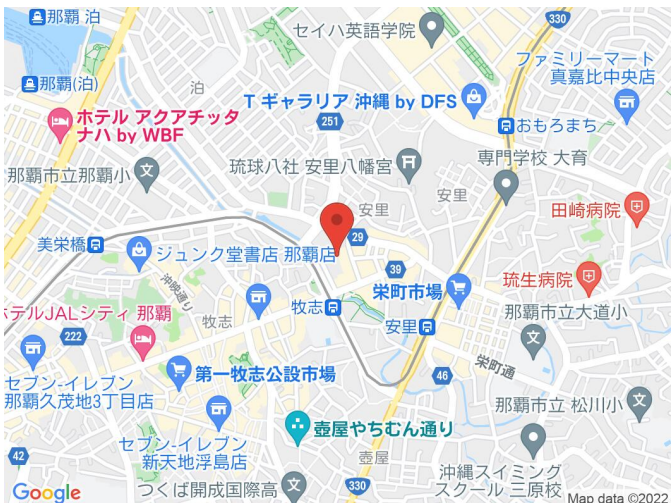 那覇 泊
セイハ英語学院
330
ファミリーマート
真嘉比中央店
那覇(泊)
泊
T ギャラリア 沖縄 by DFS
ホテル アクアチッタ
ナハ by WBF
251
おもろまち
琉球八社 安里八幡宮
専門学校 大育
那覇市立那覇小
安里
安里
田崎病院
美栄橋
29
ジュンク堂書店 那覇店
39
栄町市場
琉生病院
沖映通り
ホテルJALシティ 那覇
牧志
牧志
安里
那覇市立大道小
222
栄町通
第一牧志公設市場
46
セブン-イレブン
那覇久茂地3丁目店
那覇市立 松川小
壺屋やちむん通り
セブン-イレブン
新天地浮島店
壺屋
42
沖縄スイミング
スクール 三原校
つくば開成国際高
330
Google
Map data ©2022